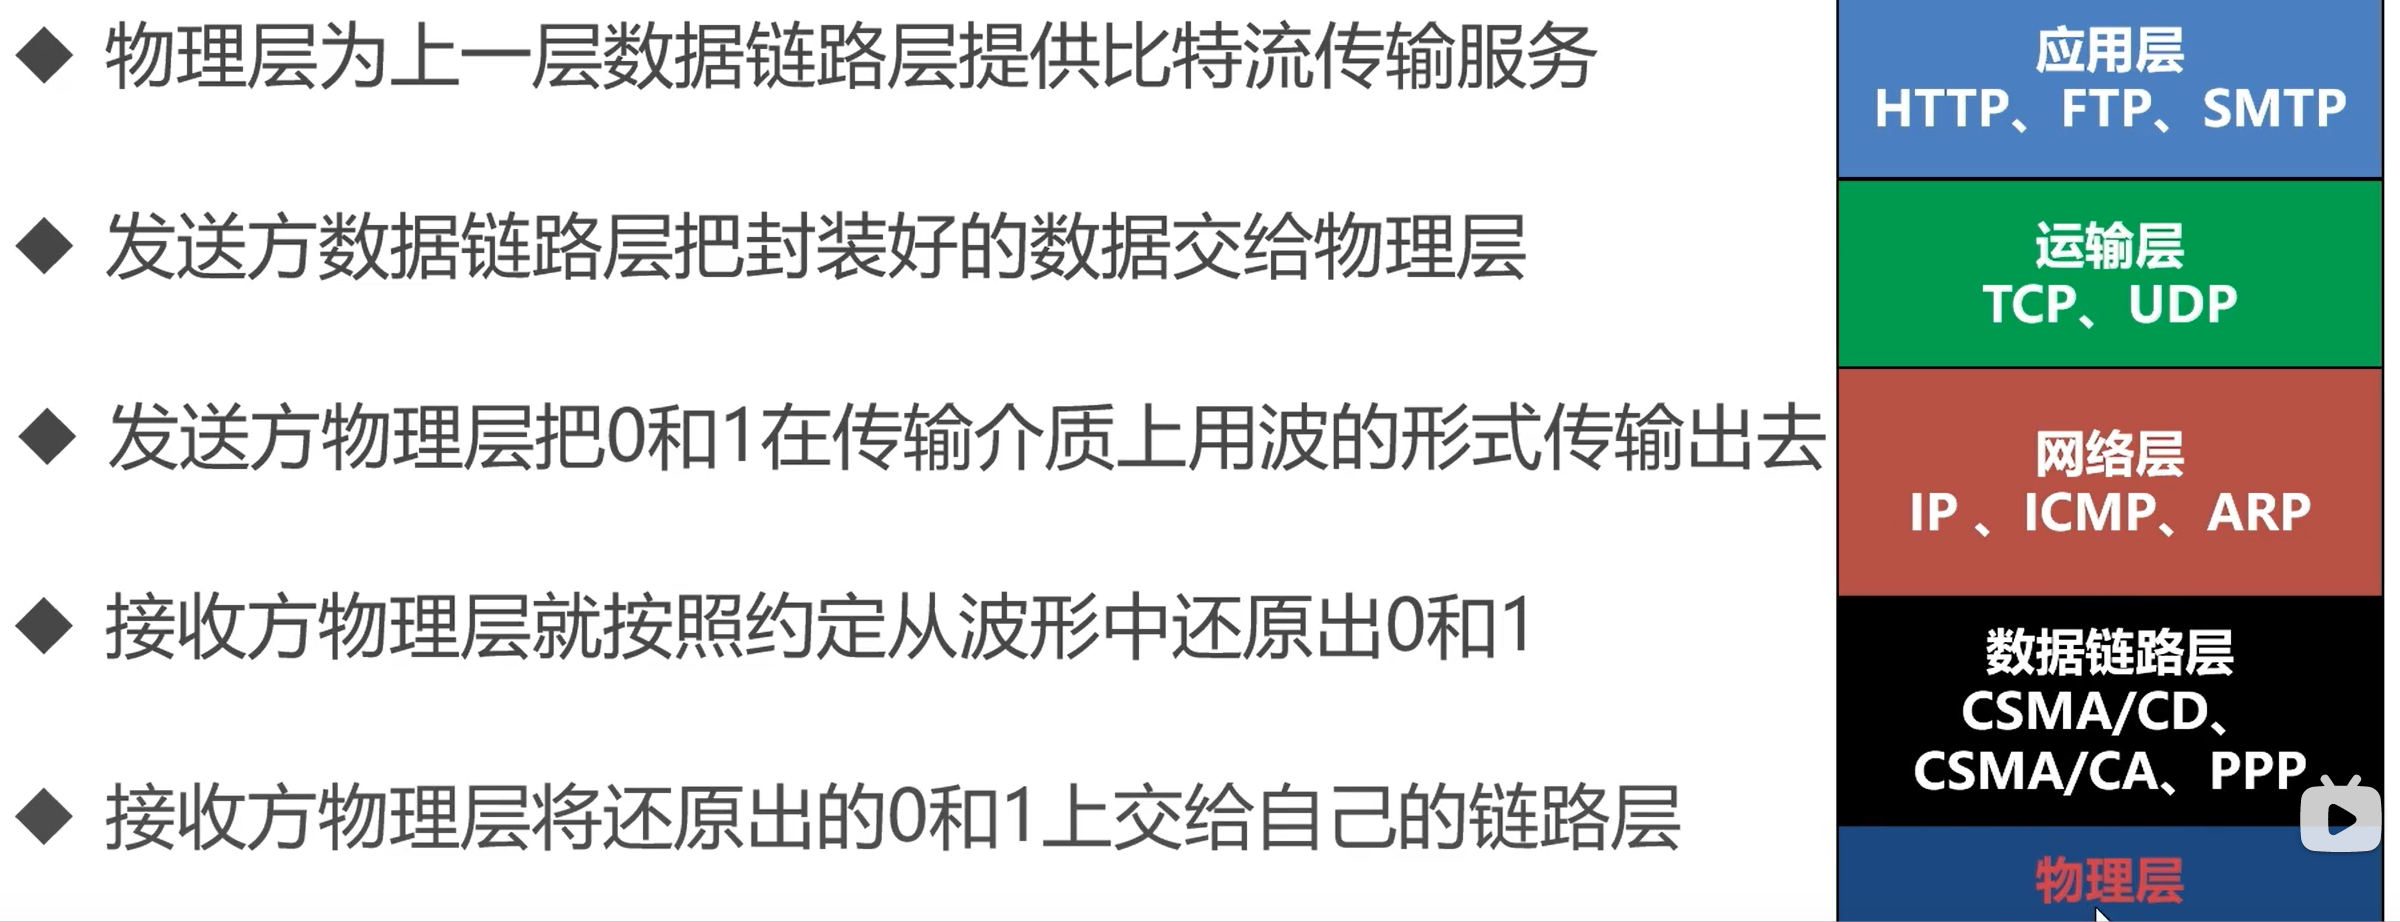 物理层为上一层数据链路层提供比特流传输服务
发送方数据链路层把封装好的数据交给物理层
发送方物理层把0和1在传输介质上用波的形式传输出去
接收方物理层就按照约定从波形中还原出0和1
接收方物理层将还原出的0和1上交给自己的链路层
应用层
HTTP、FTP、SMTP
运输层
TCP、UDP
网络层
IP 、ICMP、ARP
数据链路层
CSMA/CD、
CSMA/CA、PPP
物理层